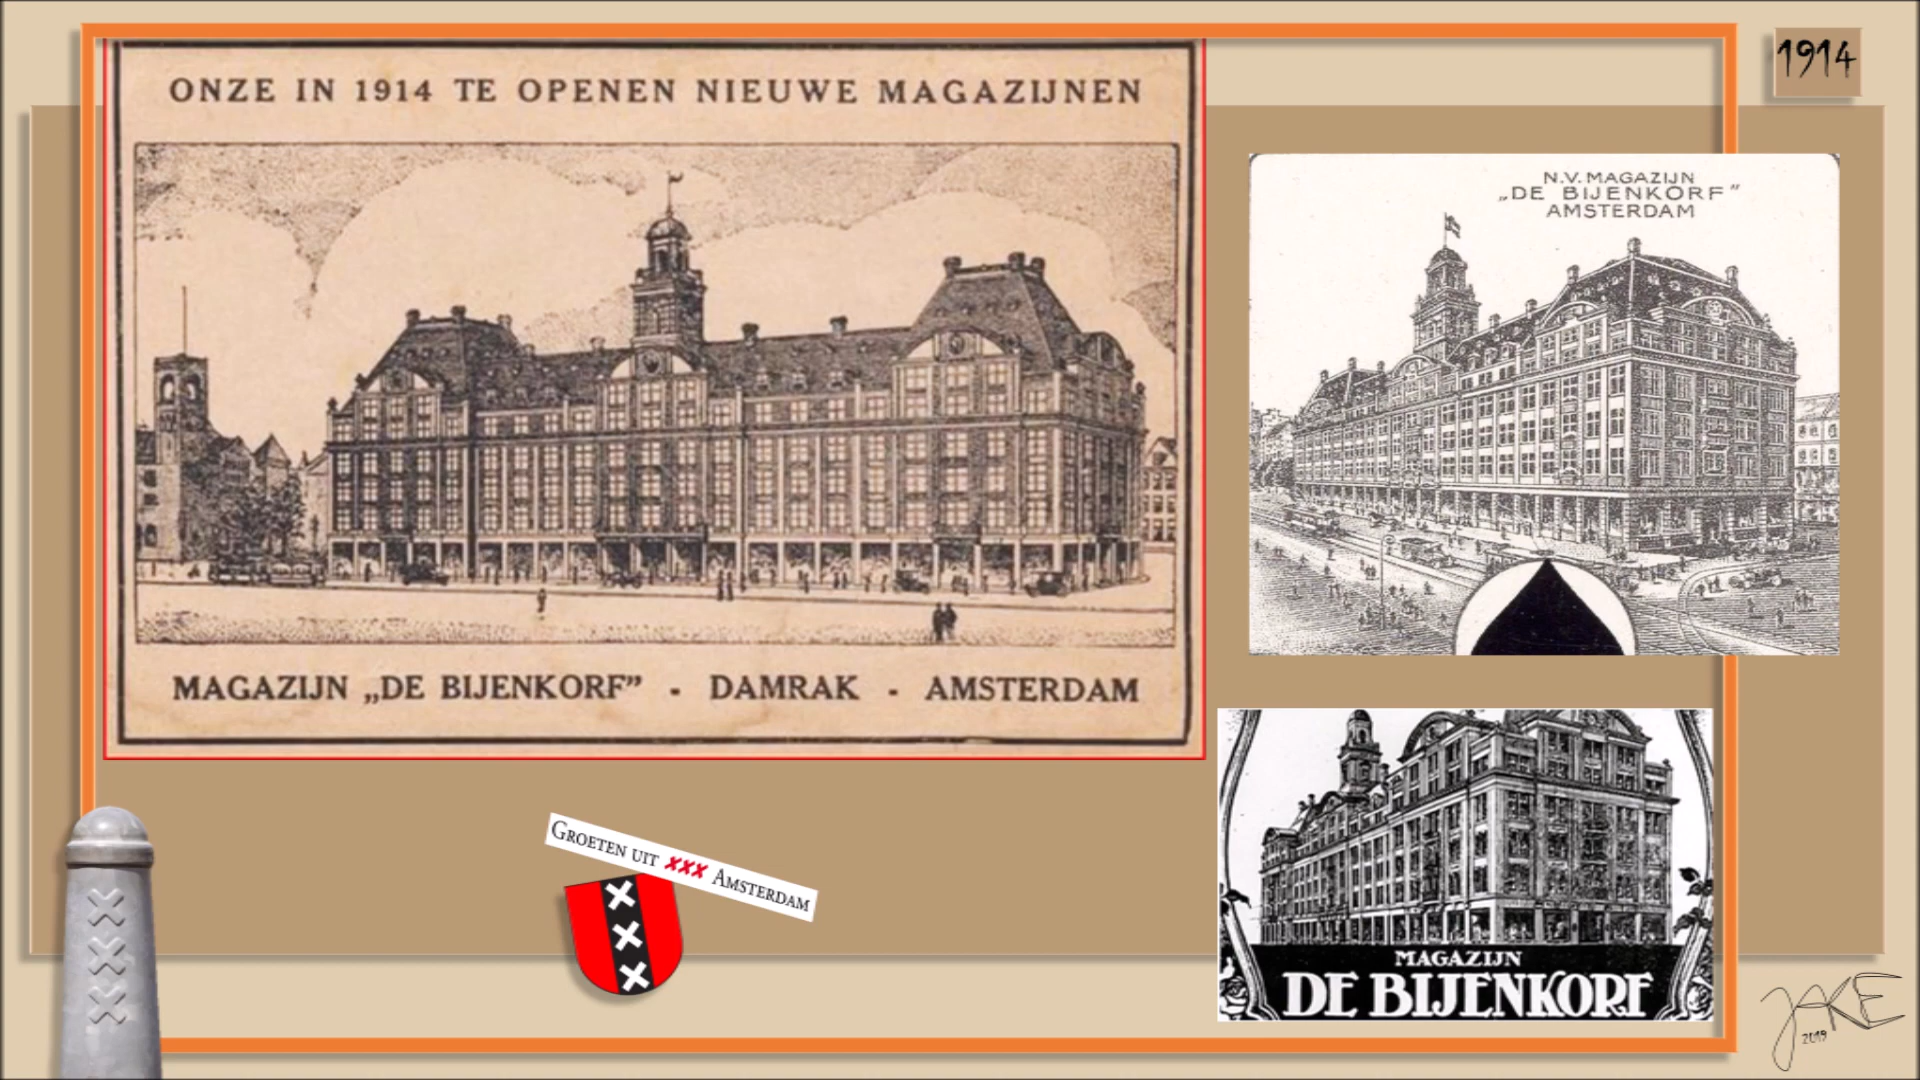 1914
ONZE IN 1914 TE OPENEN NIEUWE MAGAZIJNEN
MAGAZIJN „DE BIJENKORF” - DAMRAK - AMSTERDAM
N.V. MAGAZIJN
„DE BIJENKORF”
AMSTERDAM
GROETEN UIT XXX AMSTERDAM
MAGAZIJN
DE BIJENKORF
JAKE
2019